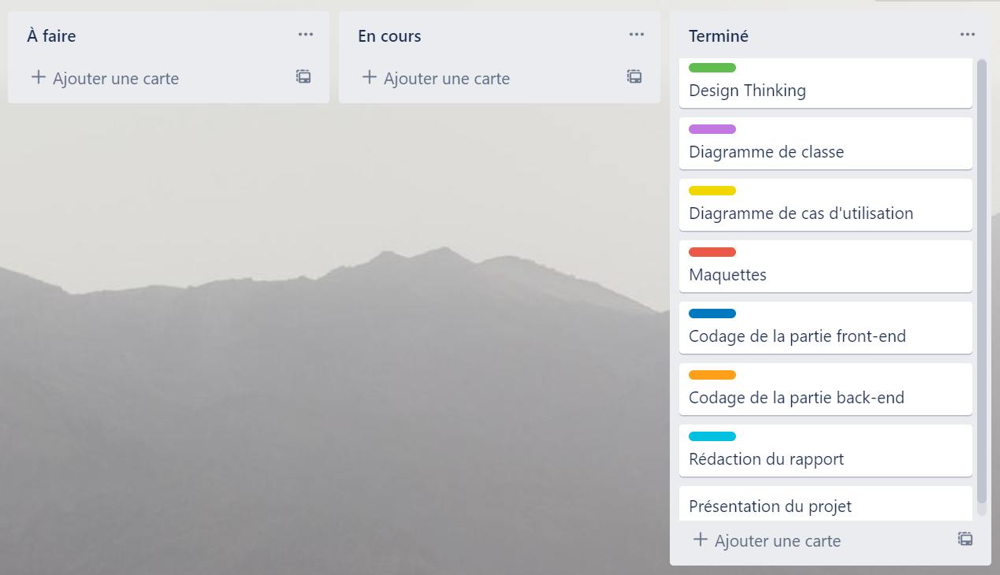 À faire
Ajouter une carte
En cours
Ajouter une carte
Terminé
Design Thinking
Diagramme de classe
Diagramme de cas d'utilisation
Maquettes
Codage de la partie front-end
Codage de la partie back-end
Rédaction du rapport
Présentation du projet
Ajouter une carte